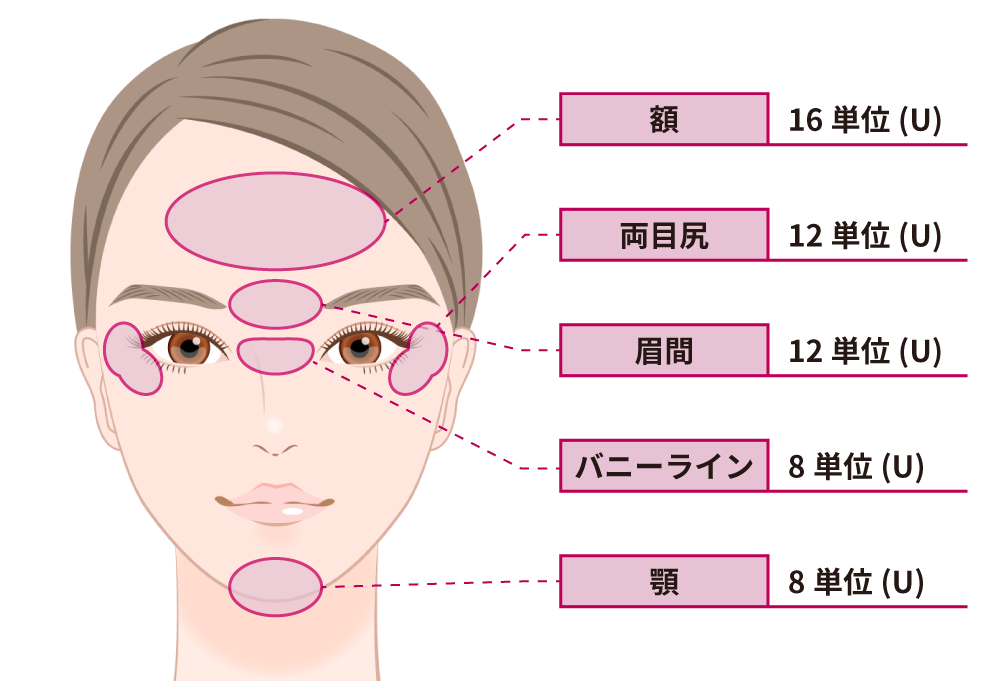 額 16 単位 (U)
両目尻 12 単位 (U)
眉間 12 単位 (U)
バニーライン 8 単位 (U)
顎 8 単位 (U)